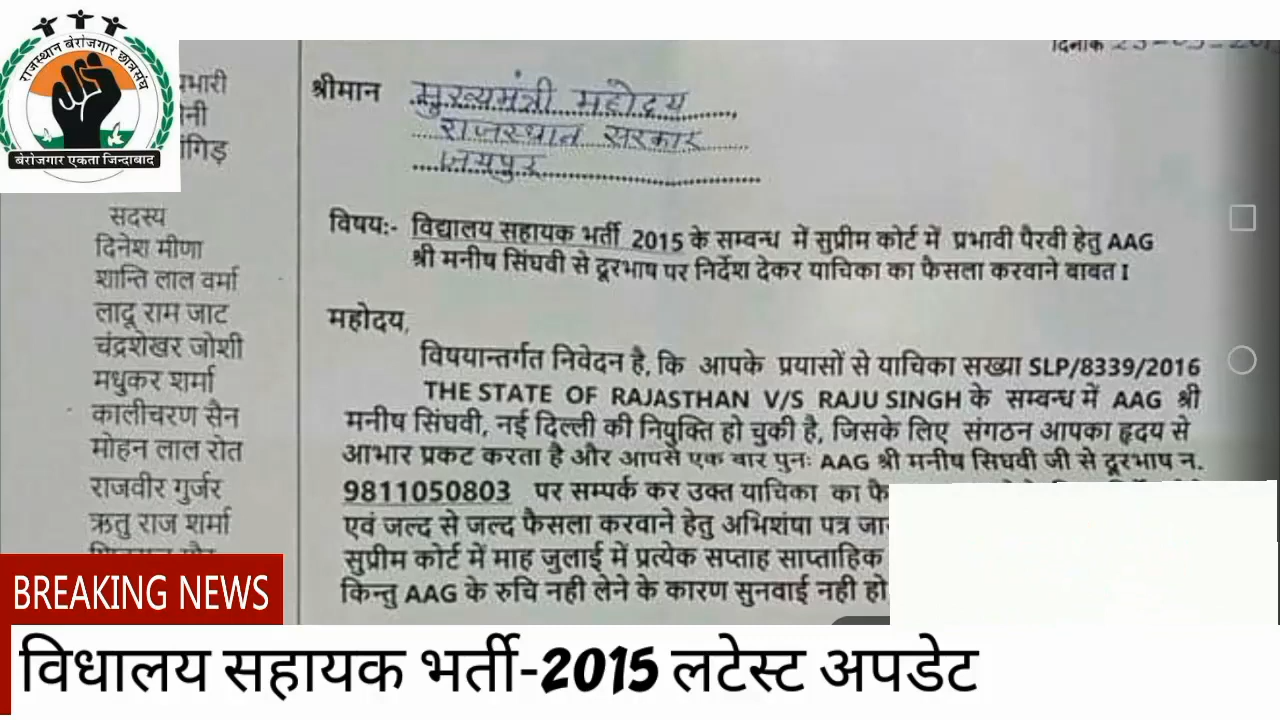 राजस्थान बेरोजगार छात्रसंघ
बेरोजगार एकता जिन्दाबाद
सदस्य
दिनेश मीणा
शान्ति लाल वर्मा
लादू राम जाट
चंद्रशेखर जोशी
मधुकर शर्मा
कालीचरण सैन
मोहन लाल रोत
राजवीर गुर्जर
ऋतु राज शर्मा
दिनांक
श्रीमान मुख्यमंत्री महोदय
राजस्थान सरकार
जयपुर
विषयः- विद्यालय सहायक भर्ती 2015 के सम्वन्ध में सुप्रीम कोर्ट में प्रभावी पैरवी हेतु AAG
श्री मनीष सिंघवी से दूरभाष पर निर्देश देकर याचिका का फैसला करवाने बाबत I
महोदय,
विषयान्तर्गत निवेदन है, कि आपके प्रयासों से याचिका सख्या SLP/8339/2016
THE STATE OF RAJASTHAN V/S RAJU SINGH के सम्वन्ध में AAG श्री
मनीष सिंघवी, नई दिल्ली की नियुक्ति हो चुकी है, जिसके लिए संगठन आपका हृदय से
आभार प्रकट करता है और आपसे एक बार पुनः AAG श्री मनीष सिघवी जी से दूरभाष न.
9811050803 पर सम्पर्क कर उक्त याचिका का
एवं जल्द से जल्द फैसला करवाने हेतु अभिशंषा पत्र
सुप्रीम कोर्ट में माह जुलाई में प्रत्येक सप्ताह साप्ताहिक
किन्तु AAG के रुचि नही लेने के कारण सुनवाई नही हो
BREAKING NEWS
विधालय सहायक भर्ती-2015 लटेस्ट अपडेट